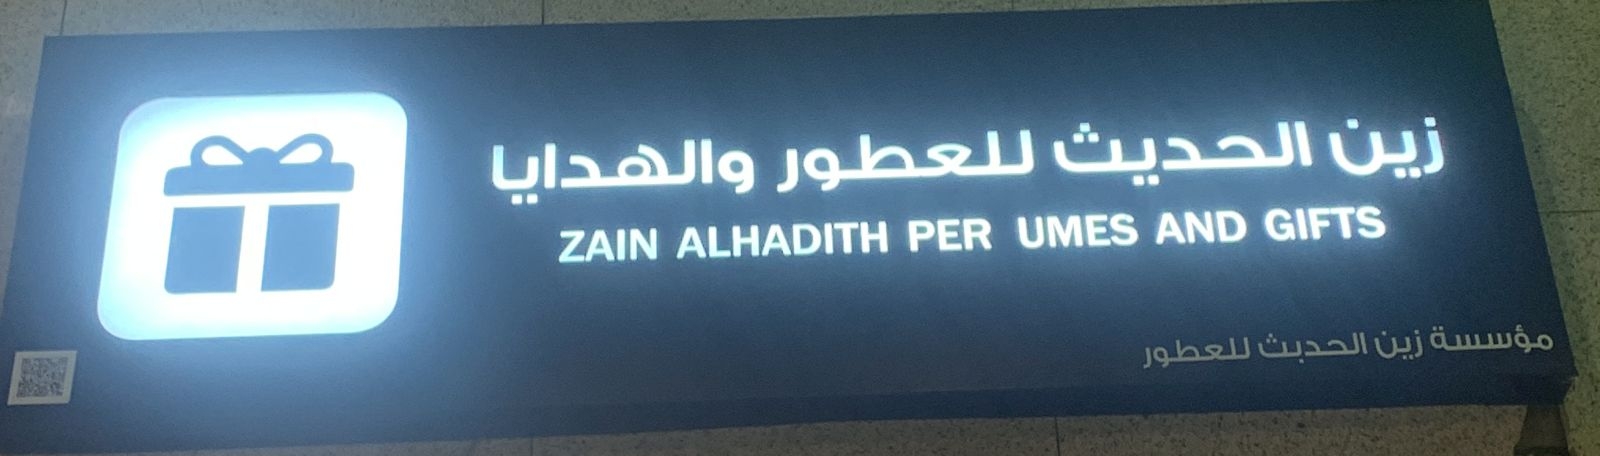 زين الحديث للعطور والهدايا
ZAIN ALHADITH PER UMES AND GIFTS
مؤسسة زين الحديث للعطور